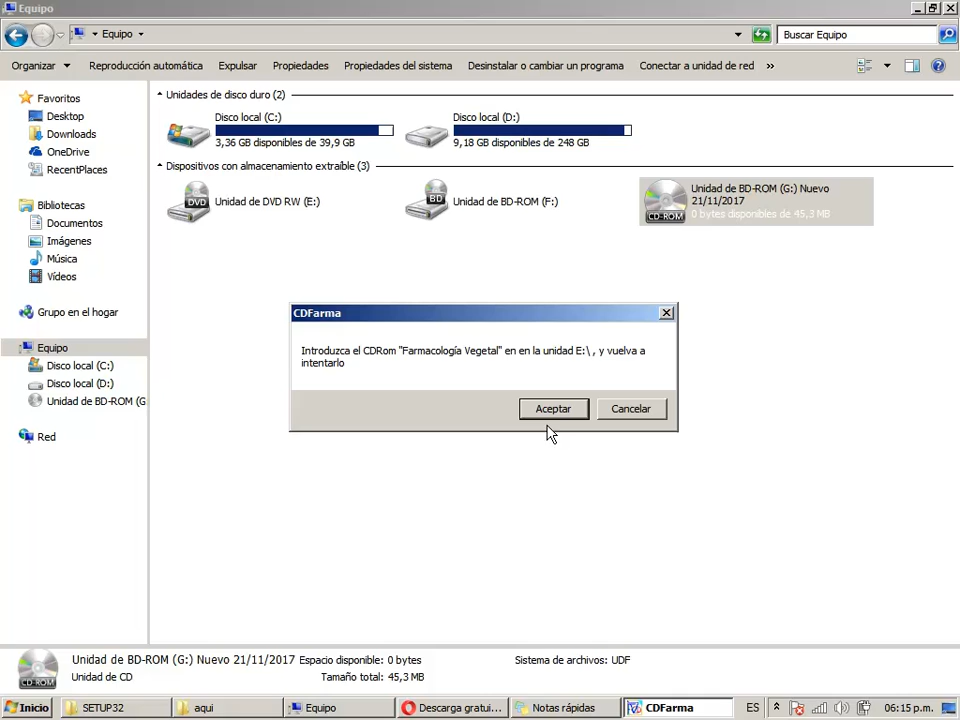 Equipo
Equipo
Buscar Equipo
Organizar
Reproducción automática
Expulsar
Propiedades
Propiedades del sistema
Desinstalar o cambiar un programa
Conectar a unidad de red
»
Favoritos
Desktop
Downloads
OneDrive
RecentPlaces
Bibliotecas
Documentos
Imágenes
Música
Vídeos
Grupo en el hogar
Equipo
Disco local (C:)
Disco local (D:)
Unidad de BD-ROM (G
Red
Unidades de disco duro (2)
Disco local (C:)
3,36 GB disponibles de 39,9 GB
Disco local (D:)
9,18 GB disponibles de 248 GB
Dispositivos con almacenamiento extraíble (3)
DVD
Unidad de DVD RW (E:)
BD
Unidad de BD-ROM (F:)
CD-ROM
Unidad de BD-ROM (G:) Nuevo
21/11/2017
0 bytes disponibles de 45,3 MB
CDFarma
Introduzca el CDRom "Farmacología Vegetal" en en la unidad E:\ , y vuelva a
intentarlo
Aceptar
Cancelar
CD-ROM
Unidad de BD-ROM (G:) Nuevo 21/11/2017 Espacio disponible: 0 bytes
Sistema de archivos: UDF
Unidad de CD
Tamaño total: 45,3 MB
Inicio
SETUP32
aqui
Equipo
Descarga gratui...
Notas rápidas
CDFarma
ES
06:15 p.m.